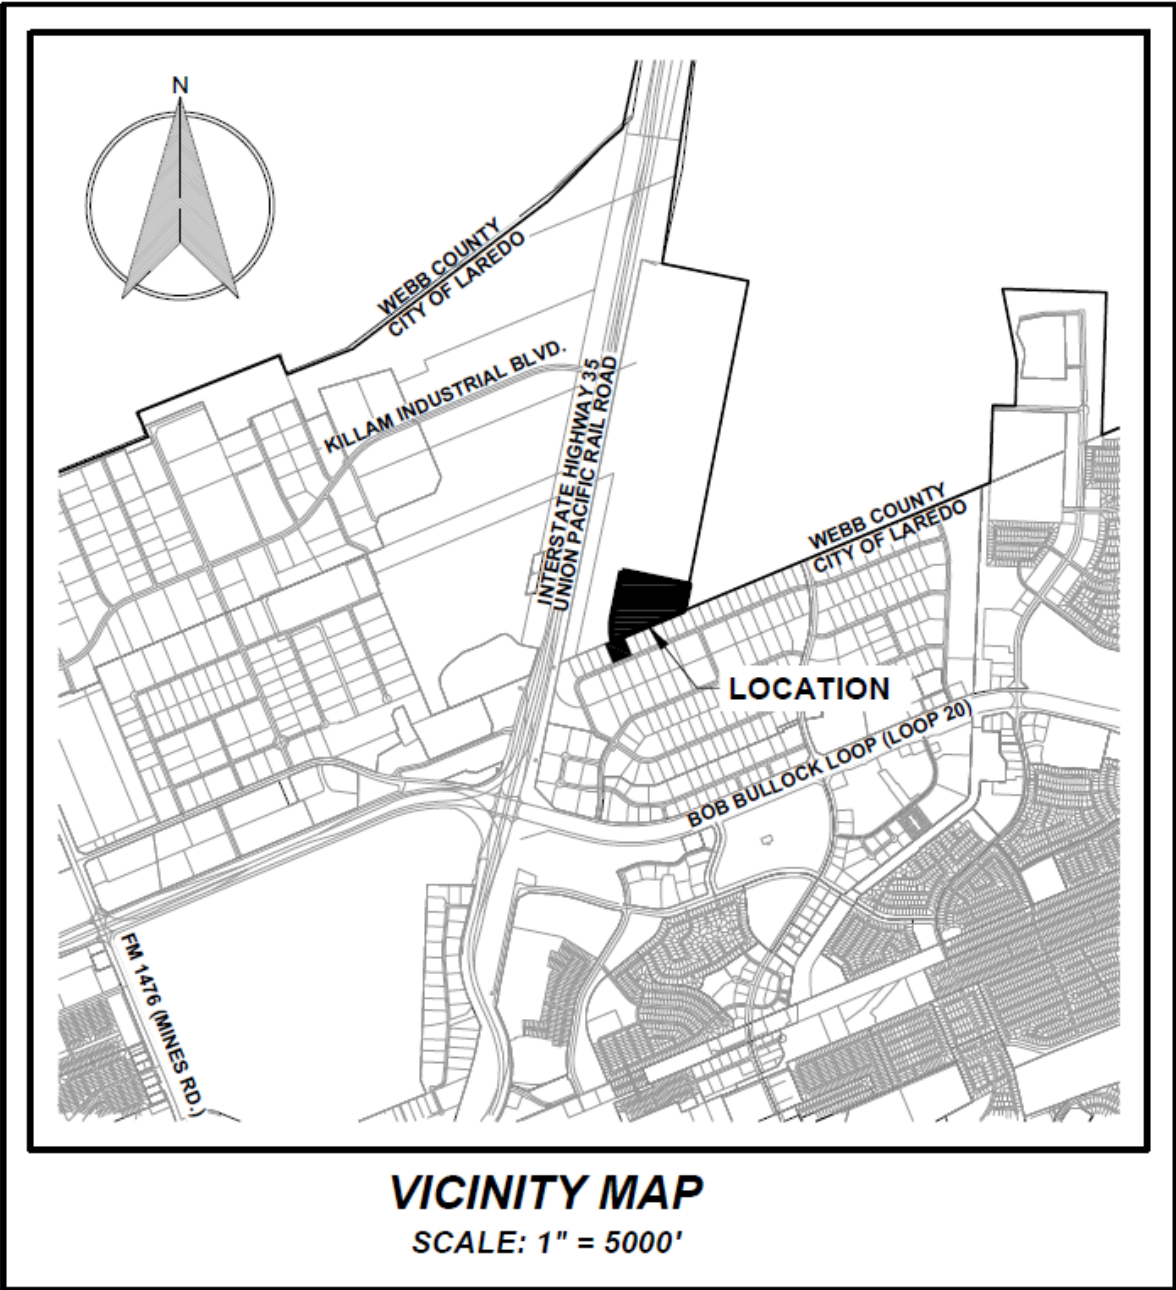 N
WEBB COUNTY
CITY OF LAREDO
KILLAM INDUSTRIAL BLVD.
INTERSTATE HIGHWAY 35
UNION PACIFIC RAIL ROAD
WEBB COUNTY
CITY OF LAREDO
LOCATION
BOB BULLOCK LOOP (LOOP 20)
FM 1476 (MINES RD.)
VICINITY MAP
SCALE: 1" = 5000'